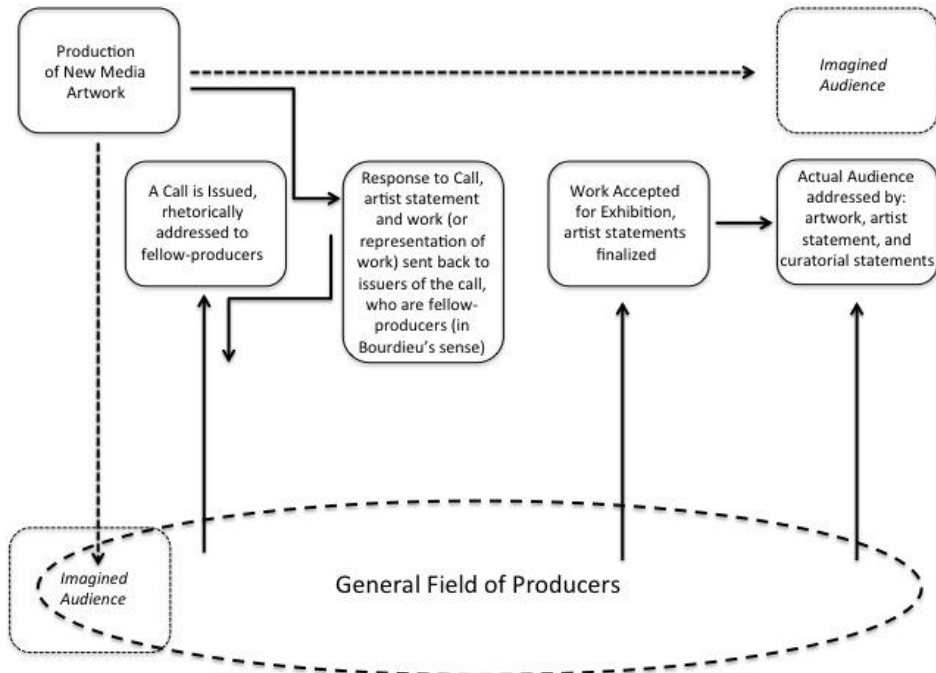 Production
of New Media
Artwork
Imagined
Audience
A Call is Issued,
rhetorically
addressed to
fellow-producers
Response to Call,
artist statement
and work (or
representation of
work) sent back to
issuers of the call,
who are fellow-
producers (in
Bourdieu's sense)
Work Accepted
for Exhibition,
artist statements
finalized
Actual Audience
addressed by:
artwork, artist
statement, and
curatorial statements
Imagined
Audience
General Field of Producers